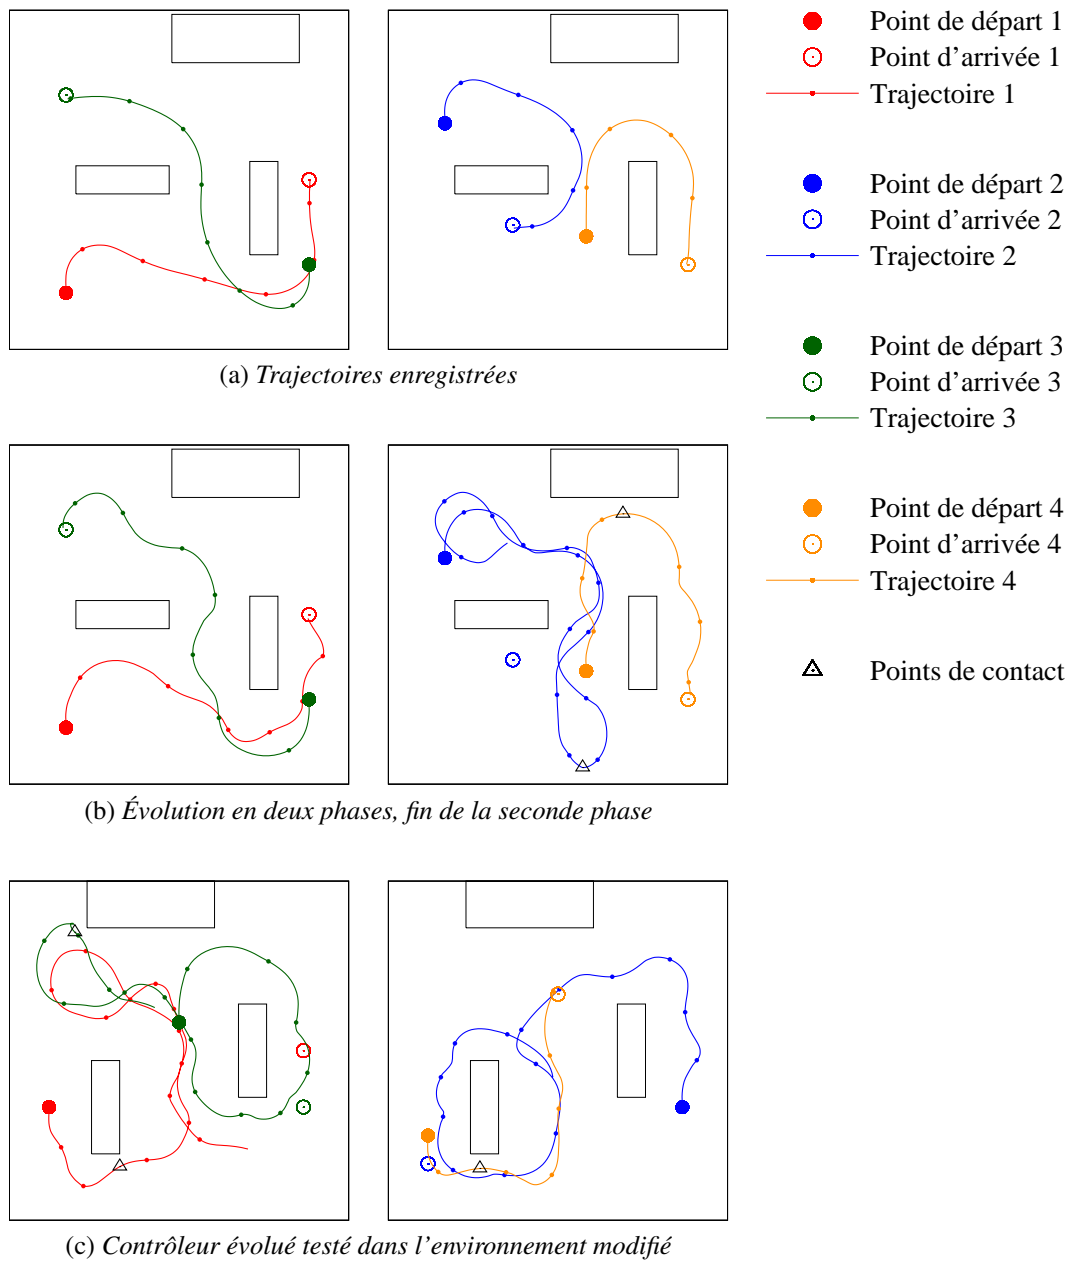 Point de départ 1
Point d'arrivée 1
Trajectoire 1
Point de départ 2
Point d'arrivée 2
Trajectoire 2
Point de départ 3
Point d'arrivée 3
Trajectoire 3
Point de départ 4
Point d'arrivée 4
Trajectoire 4
Points de contact
(a) Trajectoires enregistrées
(b) Évolution en deux phases, fin de la seconde phase
(c) Contrôleur évolué testé dans l'environnement modifié